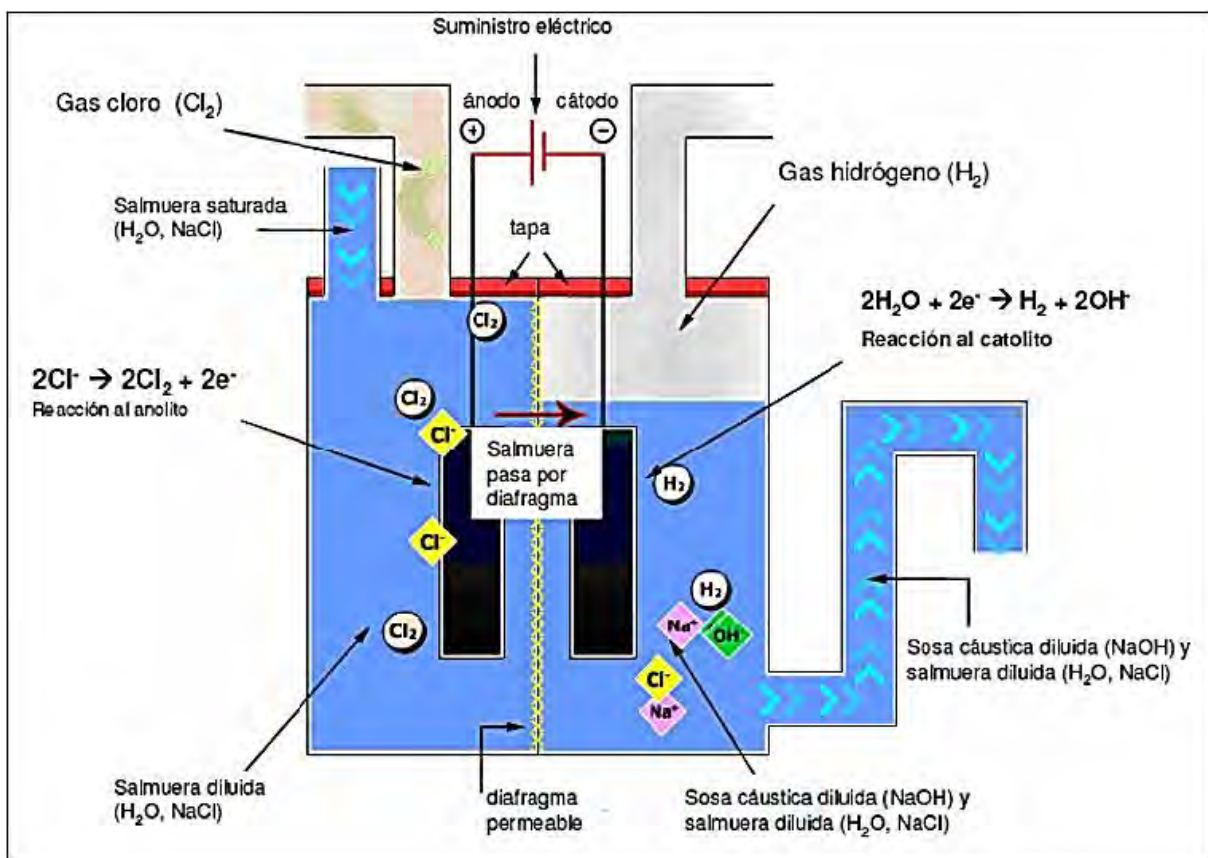 Suministro eléctrico
Gas cloro (Cl₂)
ánodo
cátodo
+
−
Gas hidrógeno (H₂)
Salmuera saturada
(H₂O, NaCl)
tapa
2H₂O + 2e⁻ → H₂ + 2OH⁻
Reacción al catolito
Cl₂
2Cl⁻ → 2Cl₂ + 2e⁻
Reacción al anolito
Cl₂
Cl⁻
Salmuera
pasa por
diafragma
H₂
Cl⁻
H₂
Cl₂
Na⁺
OH
Cl⁻
Na⁺
Sosa cáustica diluida (NaOH) y
salmuera diluida (H₂O, NaCl)
Salmuera diluida
(H₂O, NaCl)
diafragma
permeable
Sosa cáustica diluida (NaOH) y
salmuera diluida (H₂O, NaCl)